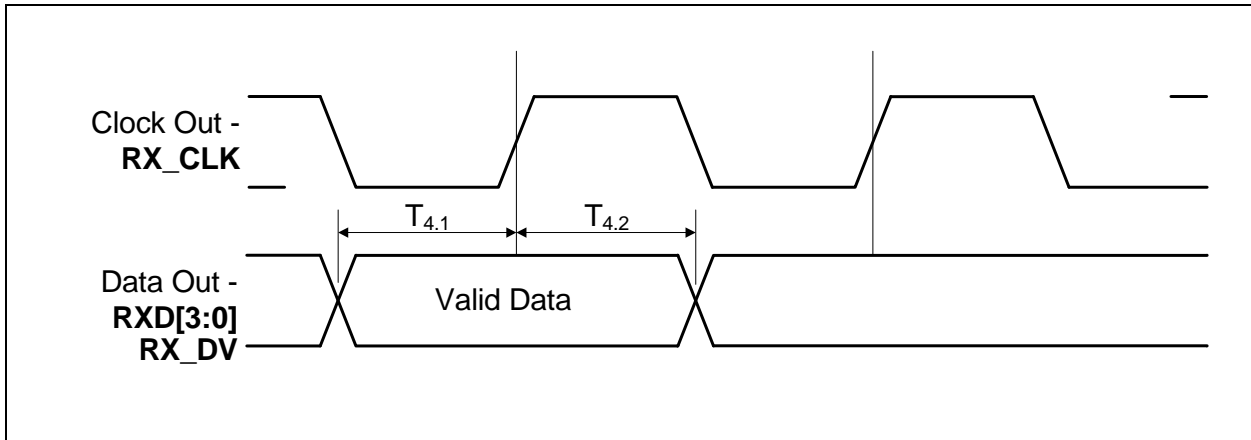 Clock Out -
RX_CLK
T4.1
T4.2
Data Out -
RXD[3:0]
RX_DV
Valid Data